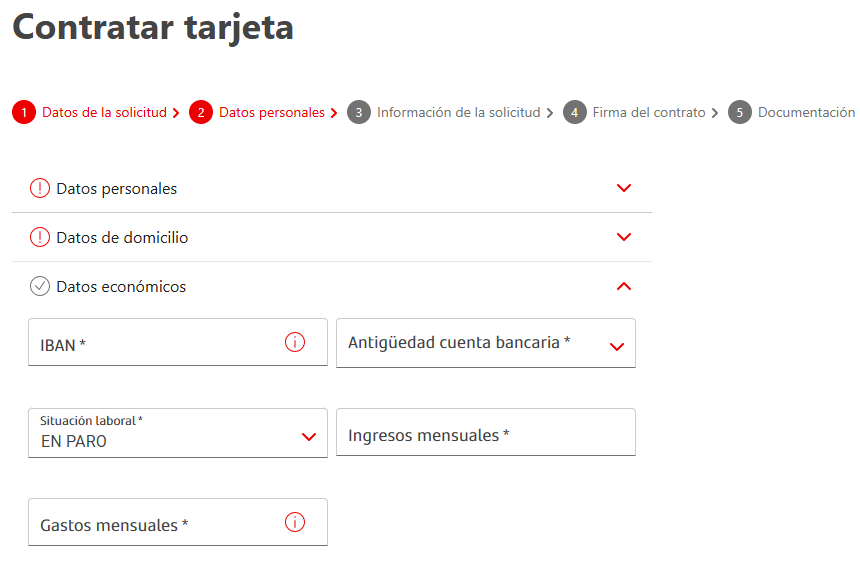 Contratar tarjeta
1 Datos de la solicitud 2 Datos personales 3 Información de la solicitud 4 Firma del contrato 5 Documentación
Datos personales
Datos de domicilio
Datos económicos
IBAN * Antigüedad cuenta bancaria *
Situación laboral *
EN PARO Ingresos mensuales *
Gastos mensuales *